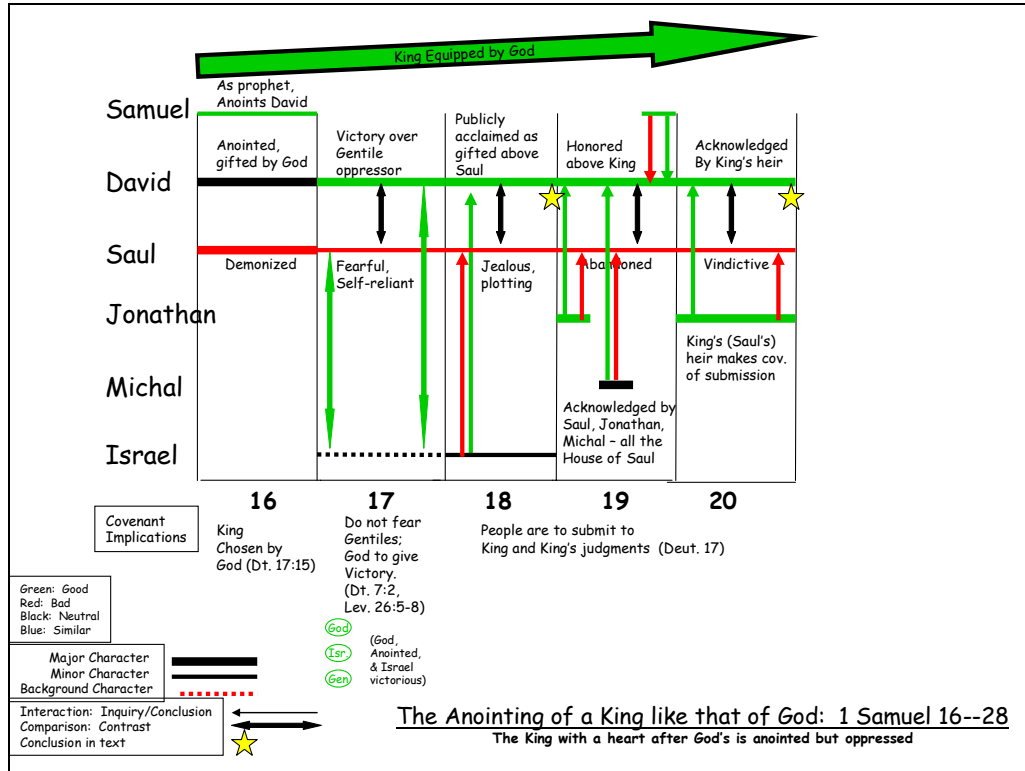 King Equipped by God
As prophet,
Anoints David
Samuel
Anointed,
gifted by God
Victory over
Gentile
oppressor
Publicly
acclaimed as
gifted above
Saul
Honored
above King
Acknowledged
By King's heir
David
Saul
Demonized
Fearful,
Self-reliant
Jealous,
plotting
Abandoned
Vindictive
Jonathan
King's (Saul's)
heir makes cov.
of submission
Michal
Acknowledged by
Saul, Jonathan,
Michal – all the
House of Saul
Israel
16
17
18
19
20
Covenant
Implications
King
Chosen by
God (Dt. 17:15)
Do not fear
Gentiles;
God to give
Victory.
(Dt. 7:2,
Lev. 26:5-8)
People are to submit to
King and King's judgments (Deut. 17)
God
Isr.
Gen
(God,
Anointed,
& Israel
victorious)
Green: Good
Red: Bad
Black: Neutral
Blue: Similar
Major Character
Minor Character
Background Character
Interaction: Inquiry/Conclusion
Comparison: Contrast
Conclusion in text
The Anointing of a King like that of God: 1 Samuel 16--28
The King with a heart after God's is anointed but oppressed